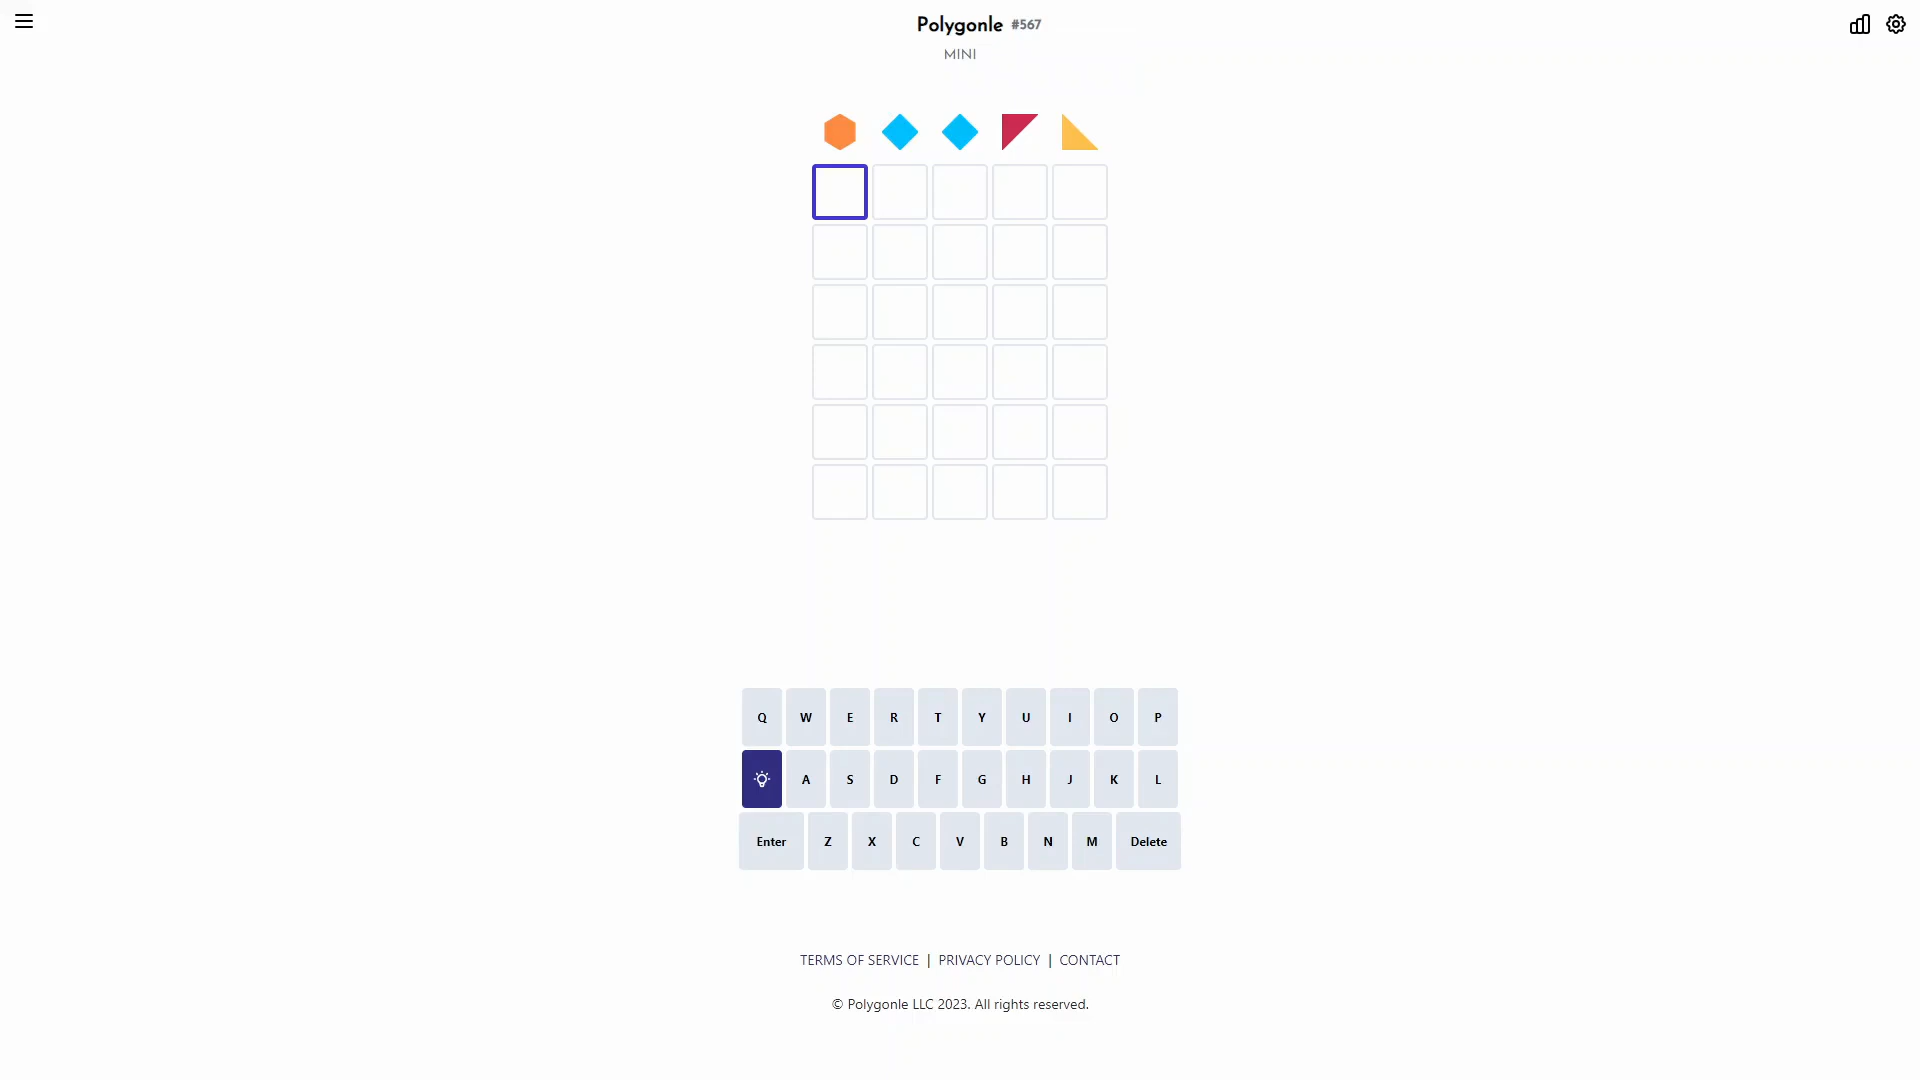 Polygonle #567
MINI
Q W E R T Y U I O P
A S D F G H J K L
Enter Z X C V B N M Delete
TERMS OF SERVICE | PRIVACY POLICY | CONTACT
© Polygonle LLC 2023. All rights reserved.